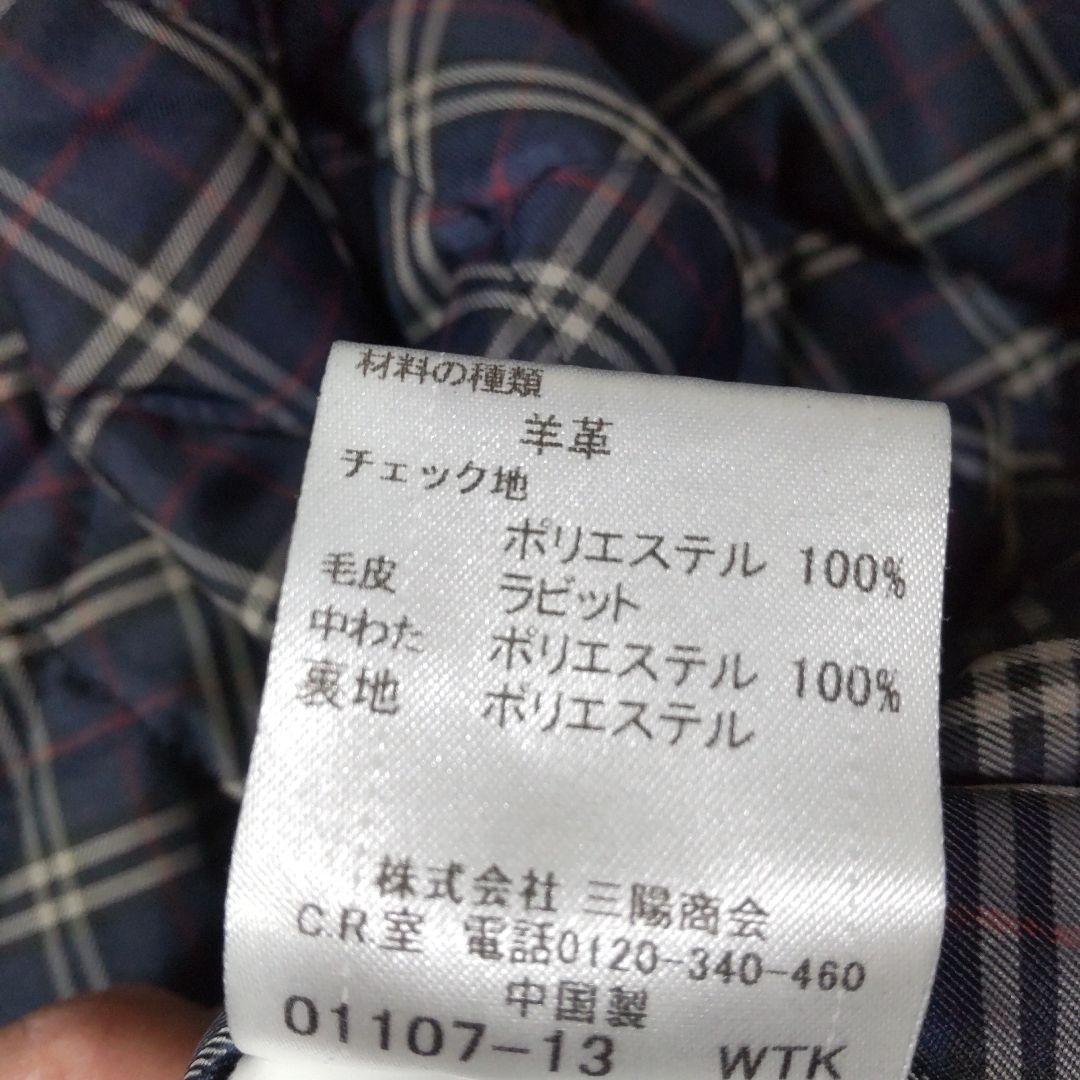 材料の種類
羊革
チェック地
ポリエステル 100%
毛皮 ラビット
中わた ポリエステル 100%
裏地 ポリエステル
株式会社 三陽商会
C.R.室 電話0120-340-460
中国製
01107-13 WTK